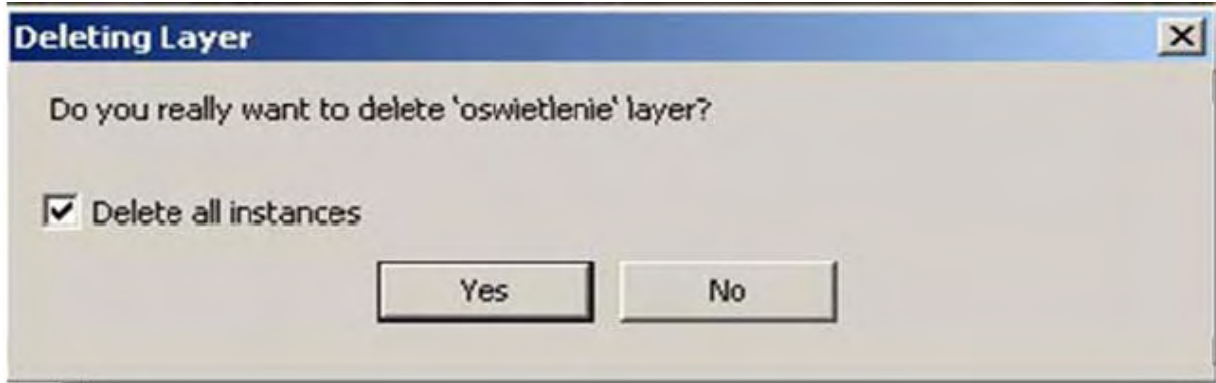 Deleting Layer
Do you really want to delete 'oswietlenie' layer?
Delete all instances
Yes No